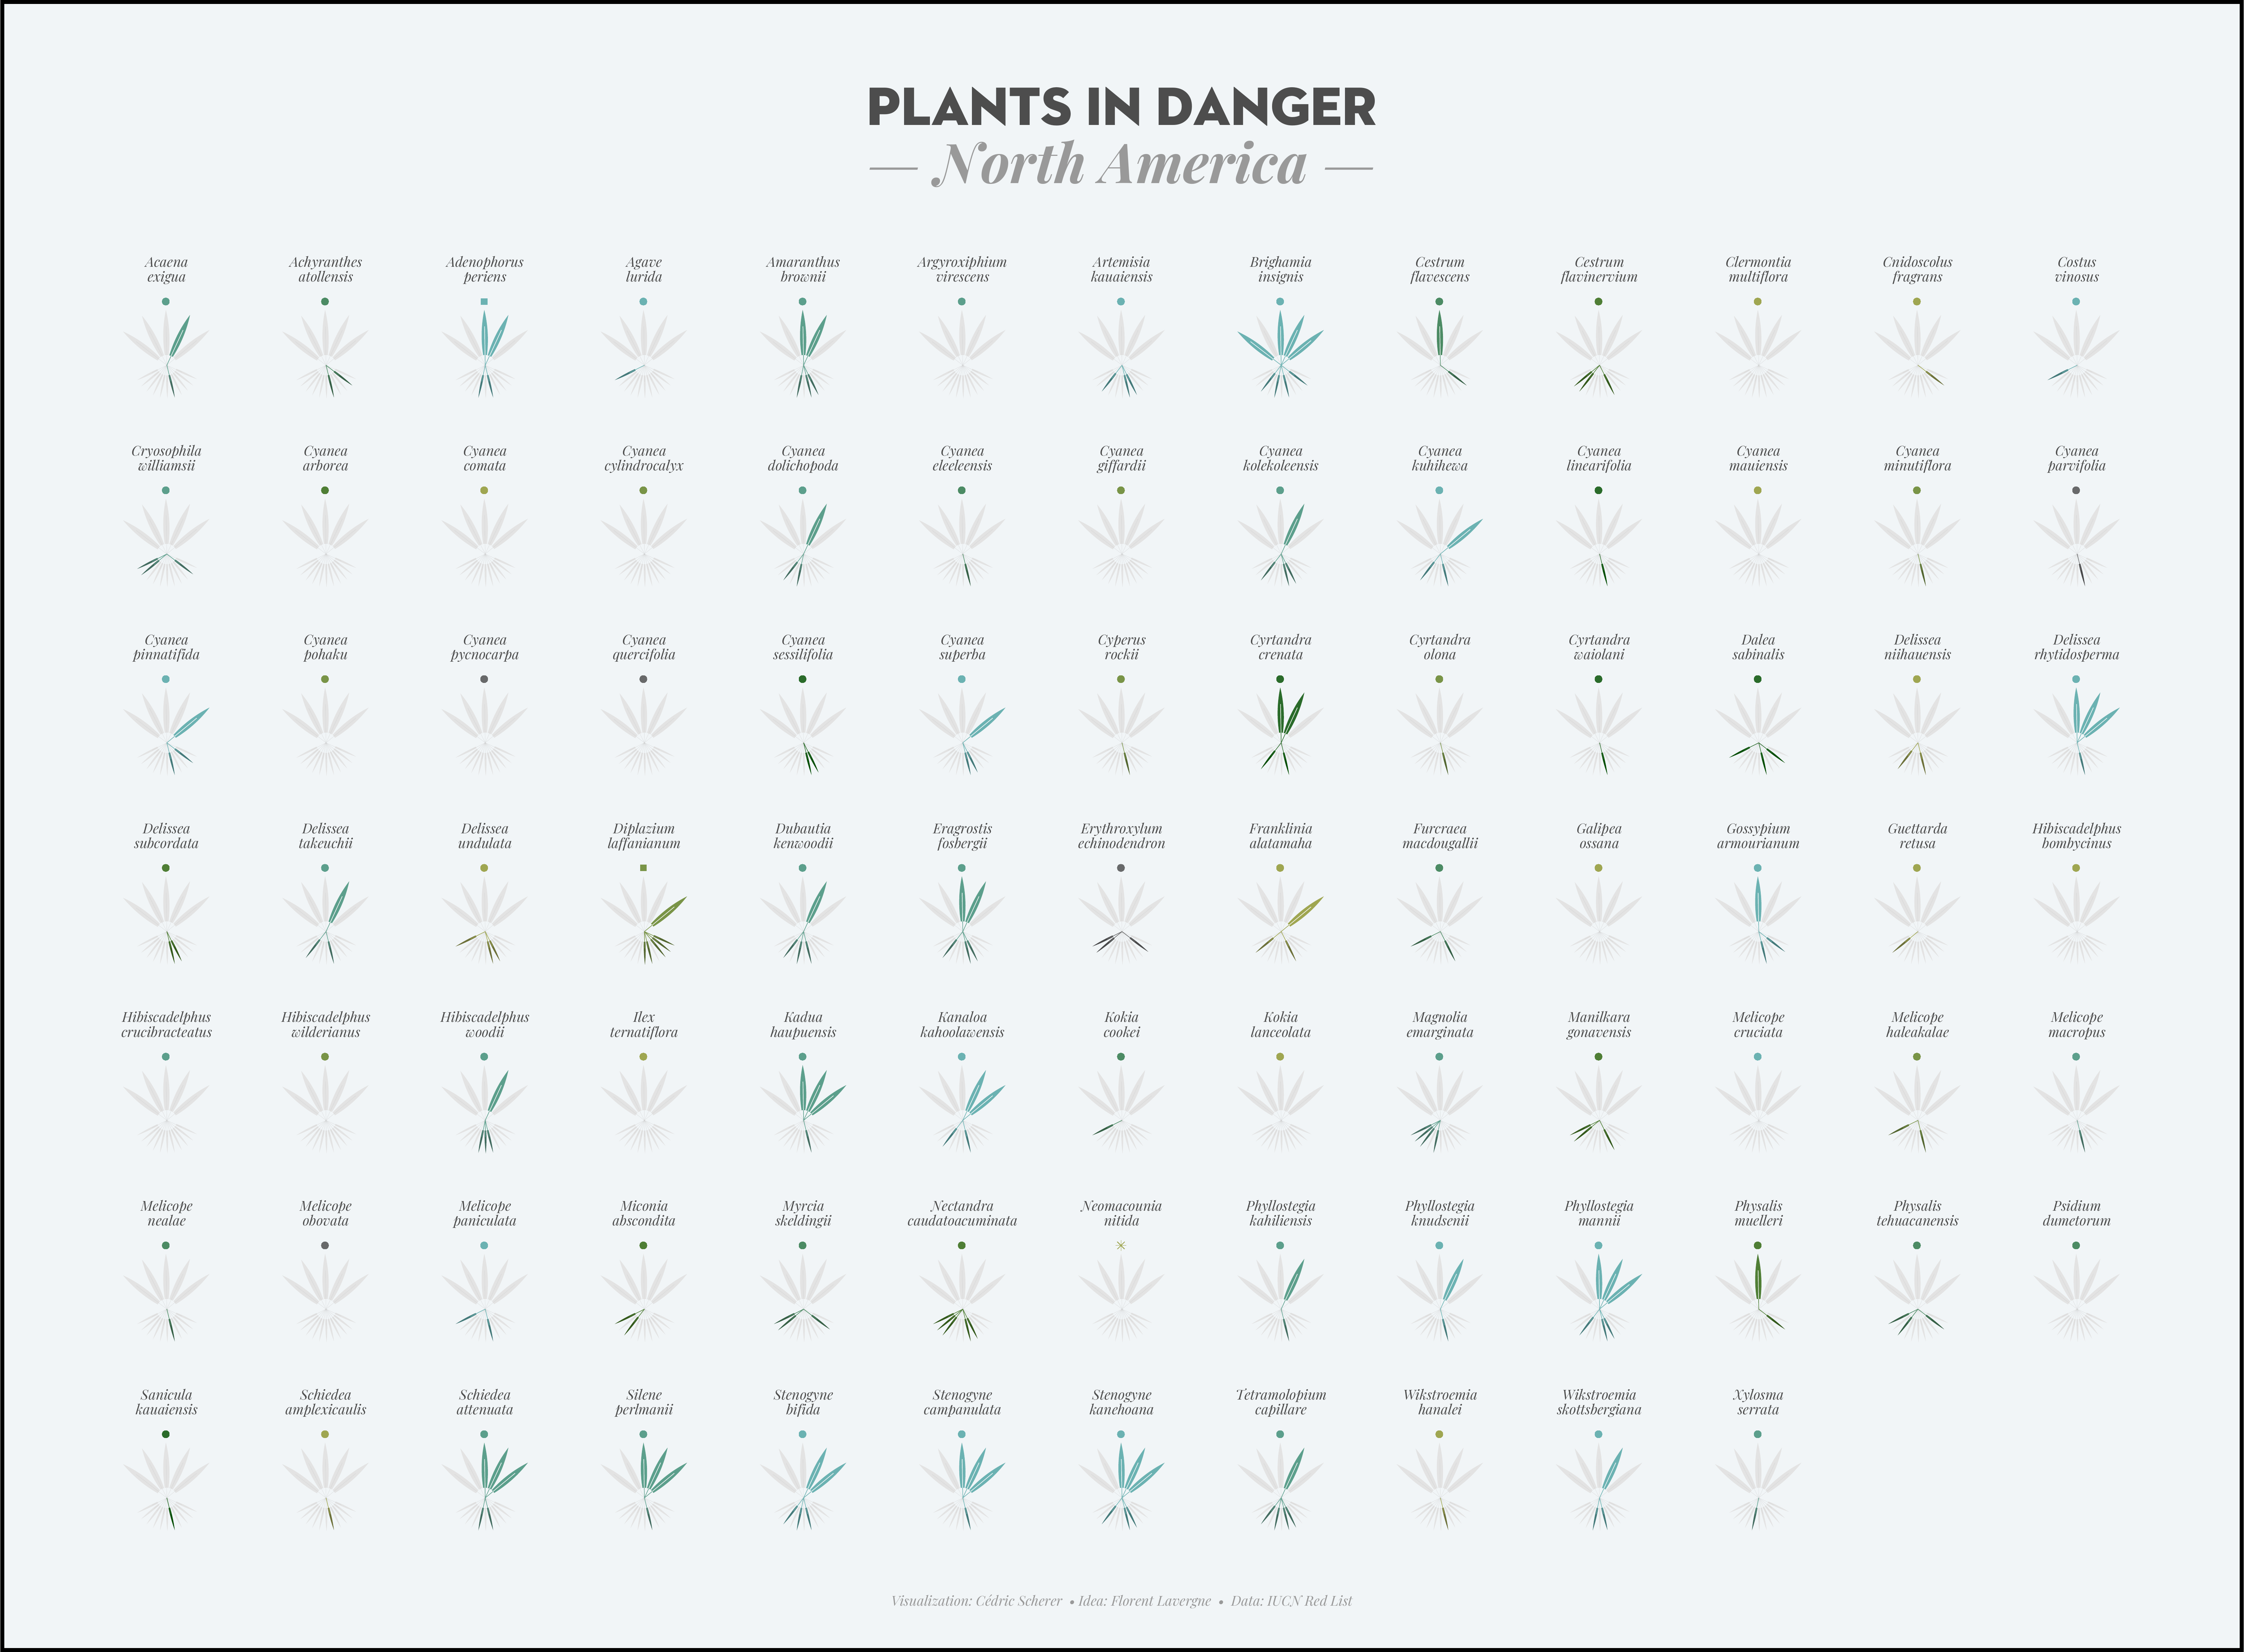 PLANTS IN DANGER
North America
Acaena
exigua
Achyranthes
atollensis
Adenophorus
periens
Agave
lurida
Amaranthus
brownii
Argyroxiphium
virescens
Artemisia
kauaiensis
Brighamia
insignis
Cestrum
flavescens
Cestrum
flavinervium
Clermontia
multiflora
Cnidoscolus
fragrans
Costus
vinosus
Cryosophila
williamsii
Cyanea
arborea
Cyanea
comata
Cyanea
cylindrocalyx
Cyanea
dolichopoda
Cyanea
eleeleensis
Cyanea
giffardii
Cyanea
kolekoleensis
Cyanea
kuhihewa
Cyanea
linearifolia
Cyanea
mauiensis
Cyanea
minutiflora
Cyanea
parvifolia
Cyanea
pinnatifida
Cyanea
pohaku
Cyanea
pycnocarpa
Cyanea
quercifolia
Cyanea
sessilifolia
Cyanea
superba
Cyperus
rockii
Cyrtandra
crenata
Cyrtandra
olona
Cyrtandra
waiolani
Dalea
sabinalis
Delissea
niihauensis
Delissea
rhytidosperma
Delissea
subcordata
Delissea
takeuchii
Delissea
undulata
Diplazium
laffanianum
Dubautia
kenwoodii
Eragrostis
fosbergii
Erythroxylum
echinodendron
Franklinia
alatamaha
Furcraea
macdougallii
Galipea
ossana
Gossypium
armourianum
Guettarda
retusa
Hibiscadelphus
bombycinus
Hibiscadelphus
crucibracteatus
Hibiscadelphus
wilderianus
Hibiscadelphus
woodii
Ilex
ternatiflora
Kadua
haupuensis
Kanaloa
kahoolawensis
Kokia
cookei
Kokia
lanceolata
Magnolia
emarginata
Manilkara
gonavensis
Melicope
cruciata
Melicope
haleakalae
Melicope
macropus
Melicope
nealae
Melicope
obovata
Melicope
paniculata
Miconia
abscondita
Myrcia
skeldingii
Nectandra
caudatoacuminata
Neomacounia
nitida
Phyllostegia
kahiliensis
Phyllostegia
knudsenii
Phyllostegia
mannii
Physalis
muelleri
Physalis
tehuacanensis
Psidium
dumetorum
Sanicula
kauaiensis
Schiedea
amplexicaulis
Schiedea
attenuata
Silene
perlmanii
Stenogyne
bifida
Stenogyne
campanulata
Stenogyne
kanehoana
Tetramolopium
capillare
Wikstroemia
hanalei
Wikstroemia
skottsbergiana
Xylosma
serrata
Visualization: Cédric Scherer • Idea: Florent Lavergne • Data: IUCN Red List